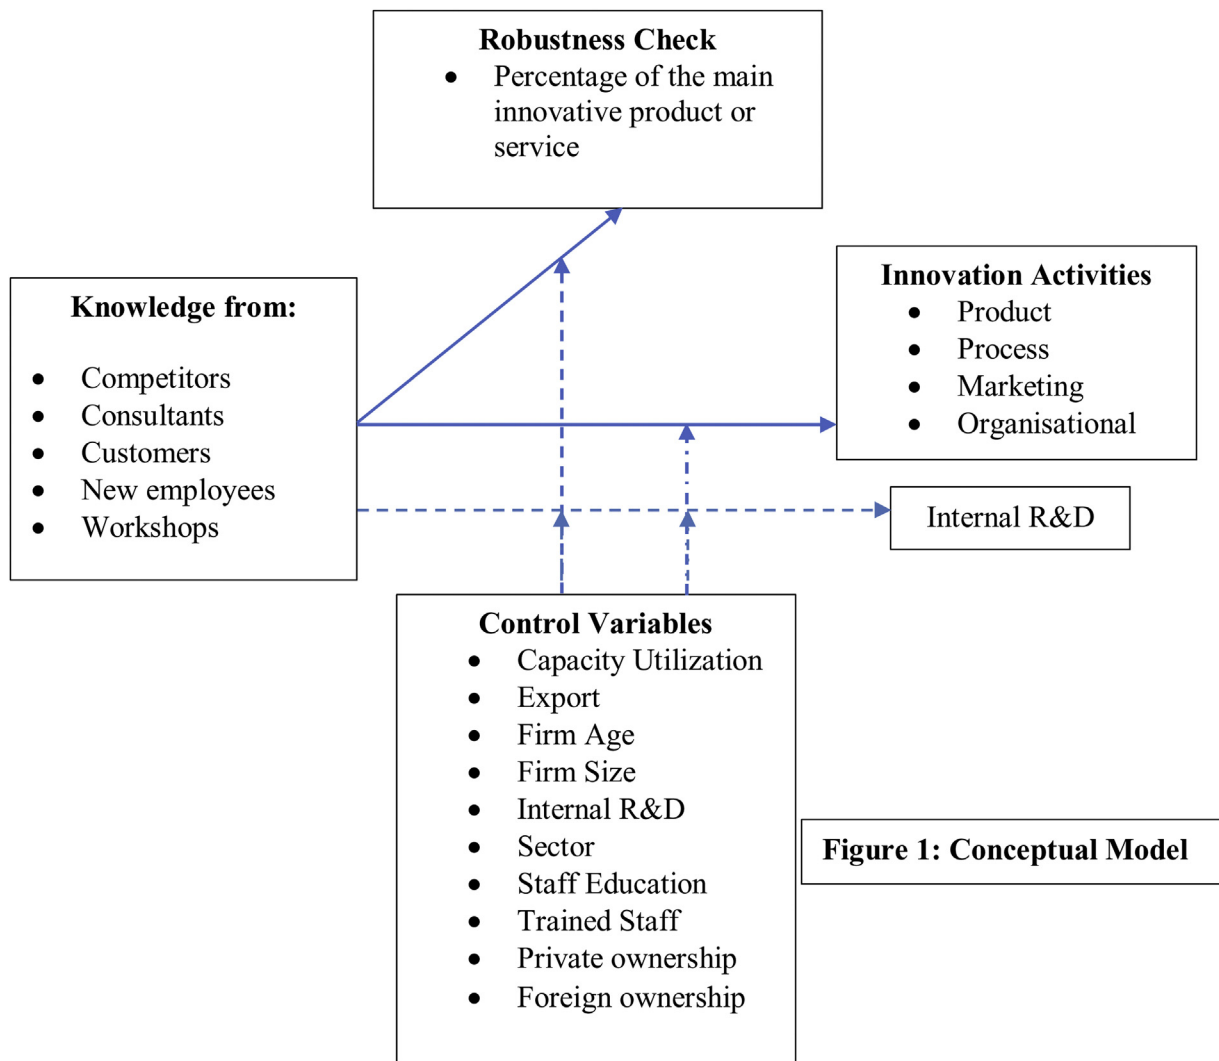 Robustness Check
• Percentage of the main
innovative product or
service
Knowledge from:
• Competitors
• Consultants
• Customers
• New employees
• Workshops
Innovation Activities
• Product
• Process
• Marketing
• Organisational
Internal R&D
Control Variables
• Capacity Utilization
• Export
• Firm Age
• Firm Size
• Internal R&D
• Sector
• Staff Education
• Trained Staff
• Private ownership
• Foreign ownership
Figure 1: Conceptual Model